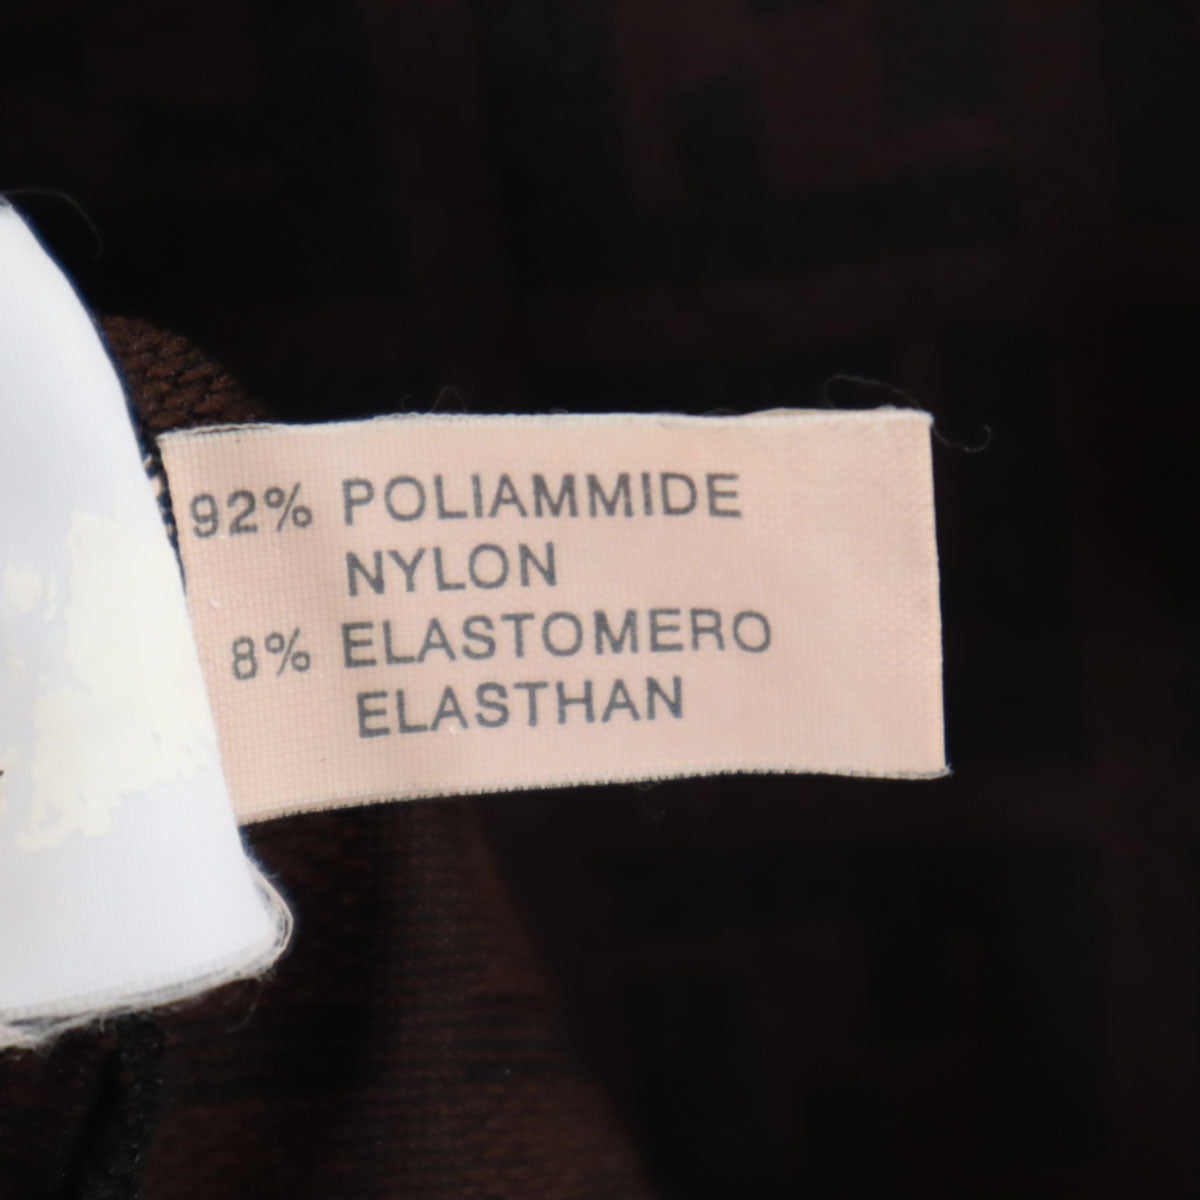 92% POLIAMMIDE
NYLON
8% ELASTOMERO
ELASTHAN